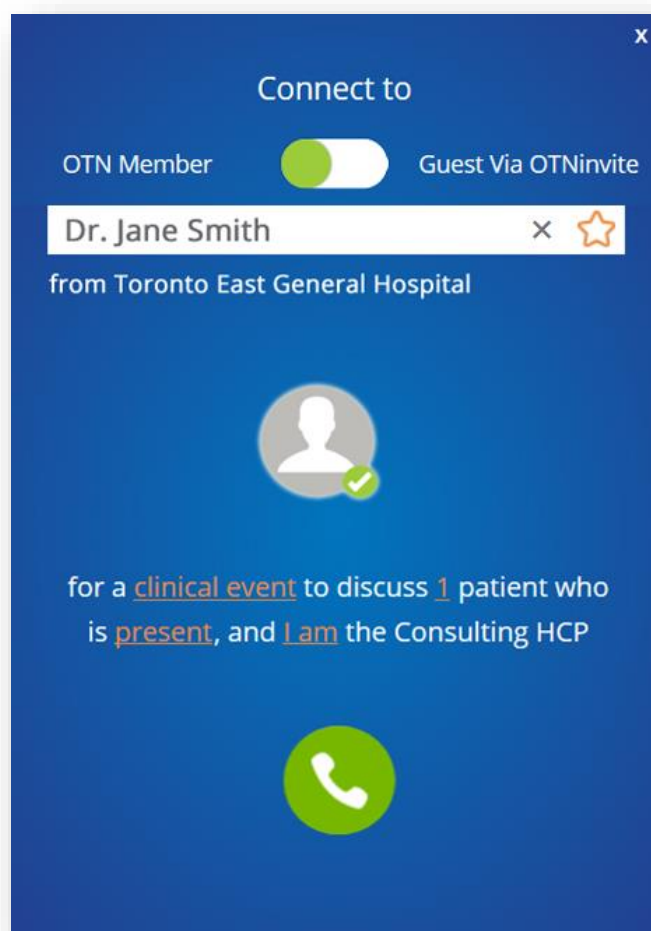 x
Connect to
OTN Member Guest Via OTNinvite
Dr. Jane Smith ×
from Toronto East General Hospital
for a clinical event to discuss 1 patient who
is present, and I am the Consulting HCP